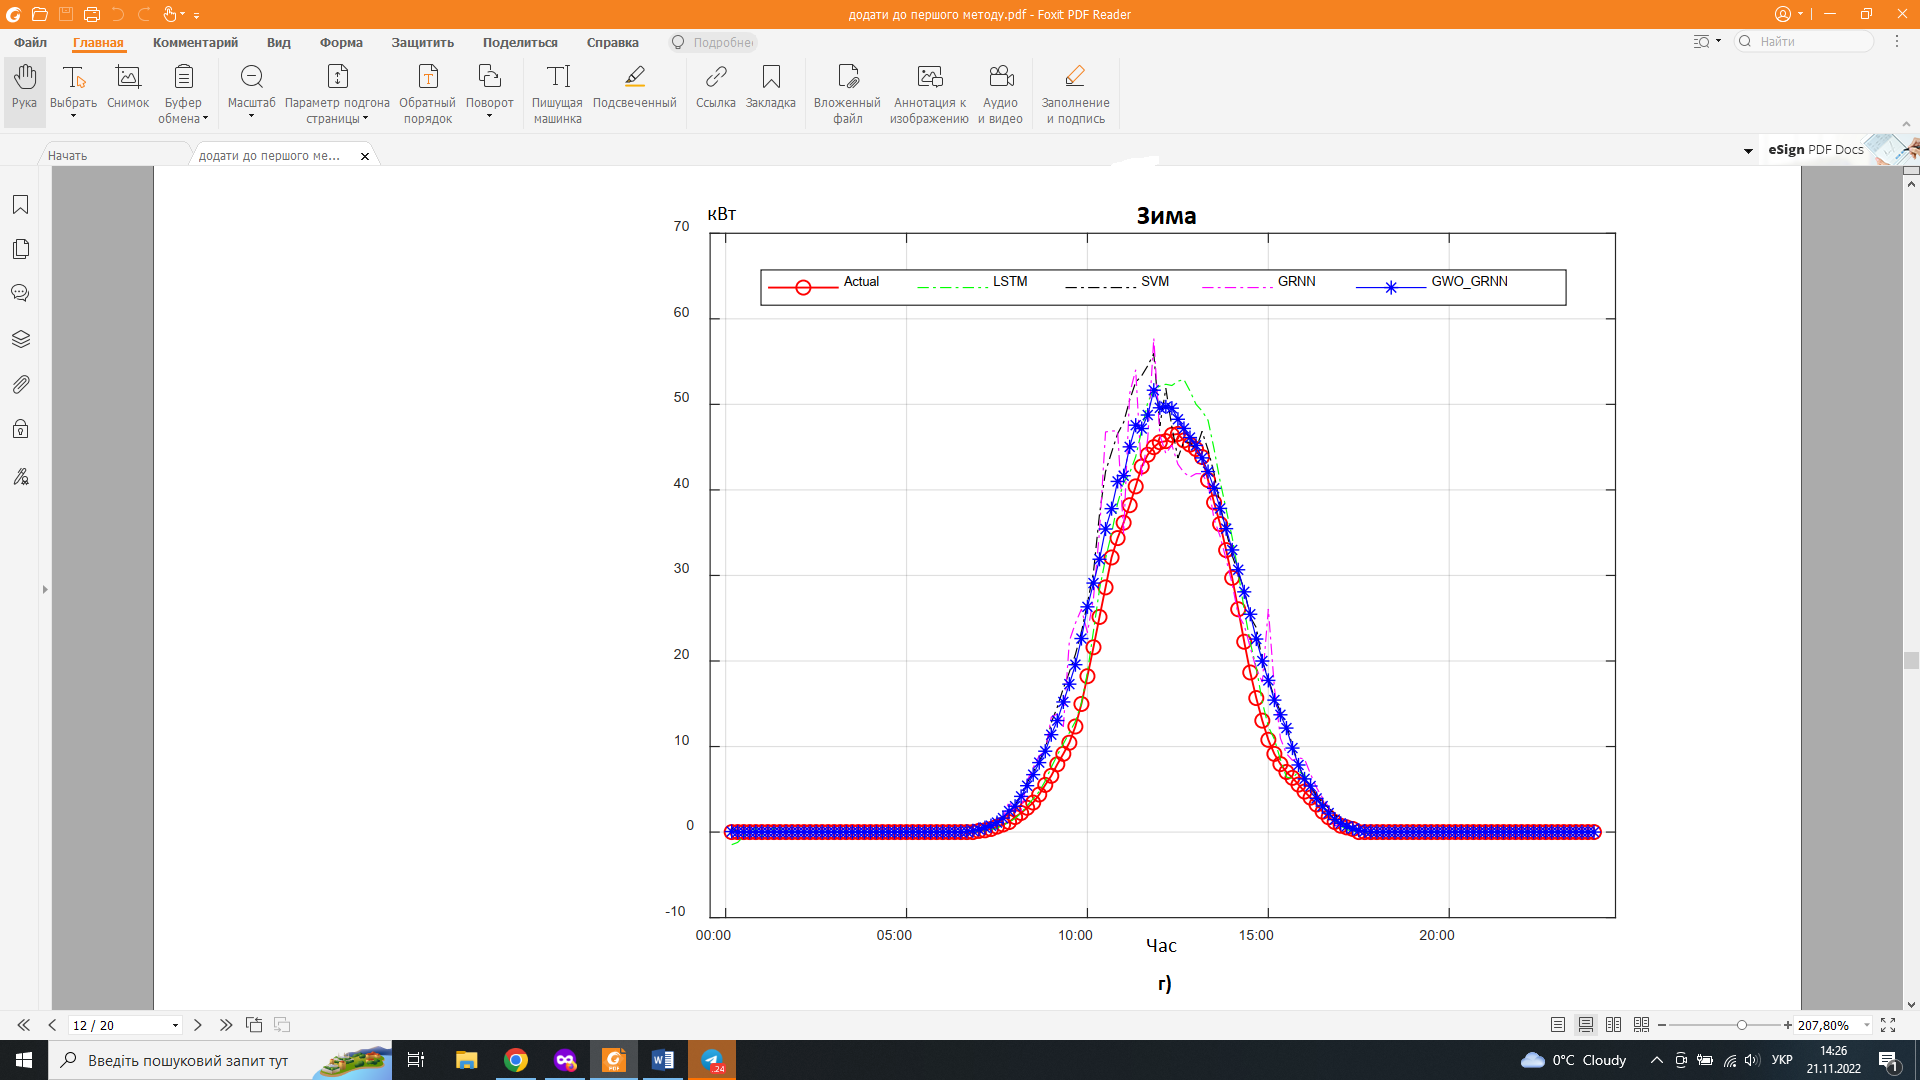 додати до першого методу.pdf - Foxit PDF Reader
Файл Главная Комментарий Вид Форма Защитить Поделиться Справка Подробнее Найти
Рука Выбрать Снимок Буфер обмена Масштаб Параметр подгона страницы Обратный порядок Поворот Пишущая машинка Подсвеченный Ссылка Закладка Вложенный файл Аннотация к изображению Аудио и видео Заполнение и подпись
Начать додати до першого ме... eSign PDF Docs
кВт Зима
70
Actual LSTM SVM GRNN GWO_GRNN
60
50
40
30
20
10
0
-10
00:00 05:00 10:00 15:00 20:00
Час
г)
12 / 20 207,80%
Введіть пошуковий запит тут PDF 24 0°C Cloudy УКР 14:26
21.11.2022 1